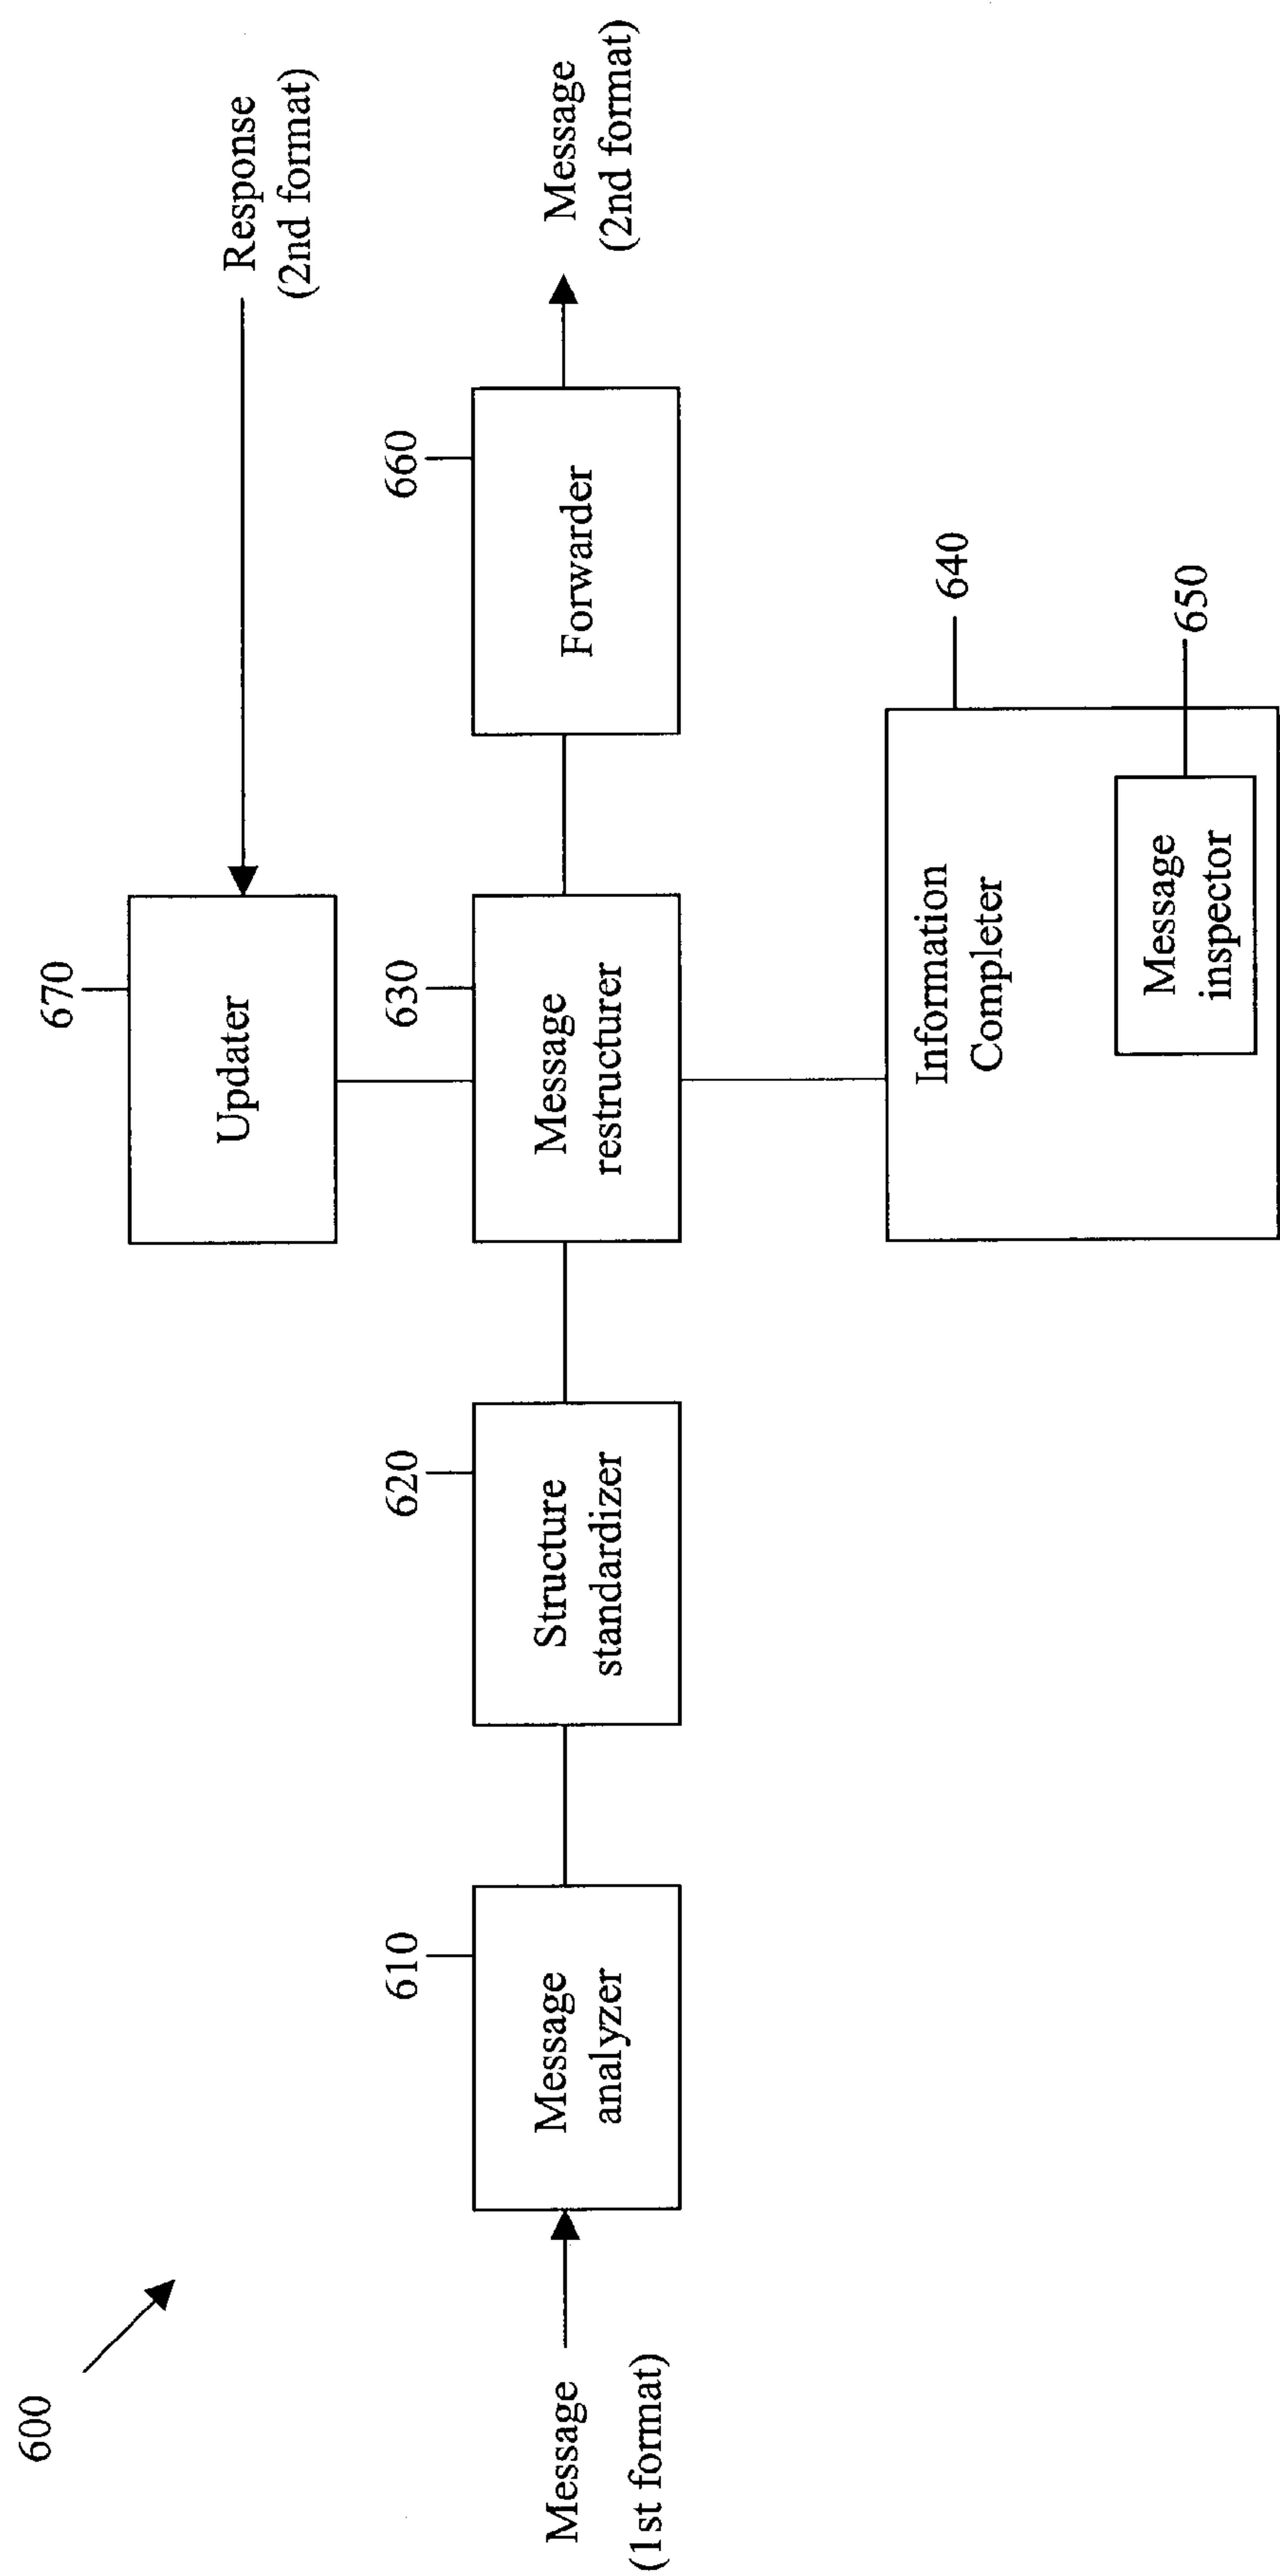 600
670
Updater
Response
(2nd format)
610
620
630
660
Message
(1st format)
Message
analyzer
Structure
standardizer
Message
restructurer
Forwarder
Message
(2nd format)
640
Information
Completer
650
Message
inspector